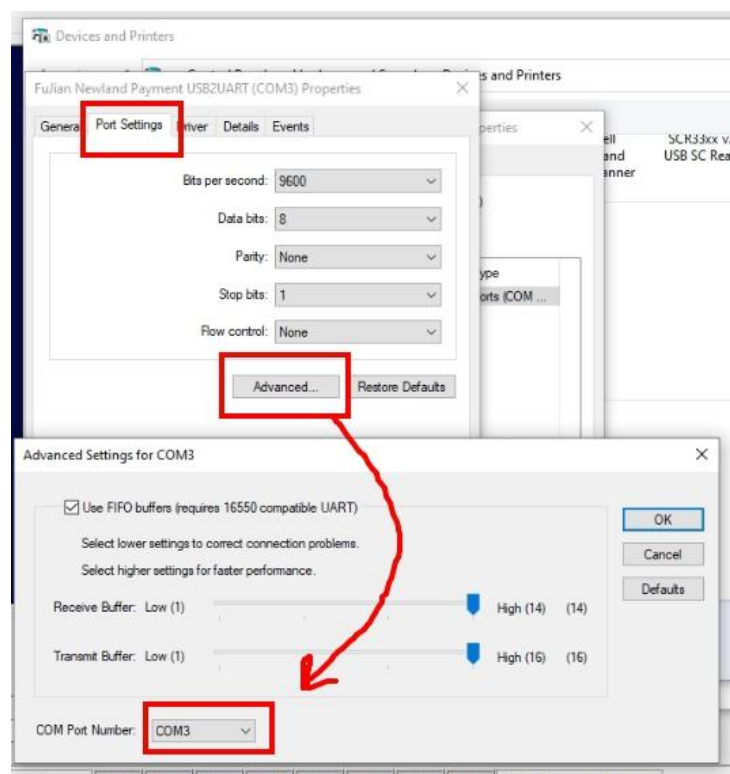 Devices and Printers
es and Printers
FuJian Newland Payment USB2UART (COM3) Properties
perties
General
Port Settings
Driver
Details
Events
SCR33xx v
USB SC Rea
and
anner
Bits per second: 9600
Data bits: 8
Parity: None
Stop bits: 1
Flow control: None
ype
orts (COM ...
Advanced...
Restore Defaults
Advanced Settings for COM3
Use FIFO buffers (requires 16550 compatible UART)
Select lower settings to correct connection problems.
Select higher settings for faster performance.
Receive Buffer: Low (1) High (14) (14)
Transmit Buffer: Low (1) High (16) (16)
COM Port Number: COM3
OK
Cancel
Defaults